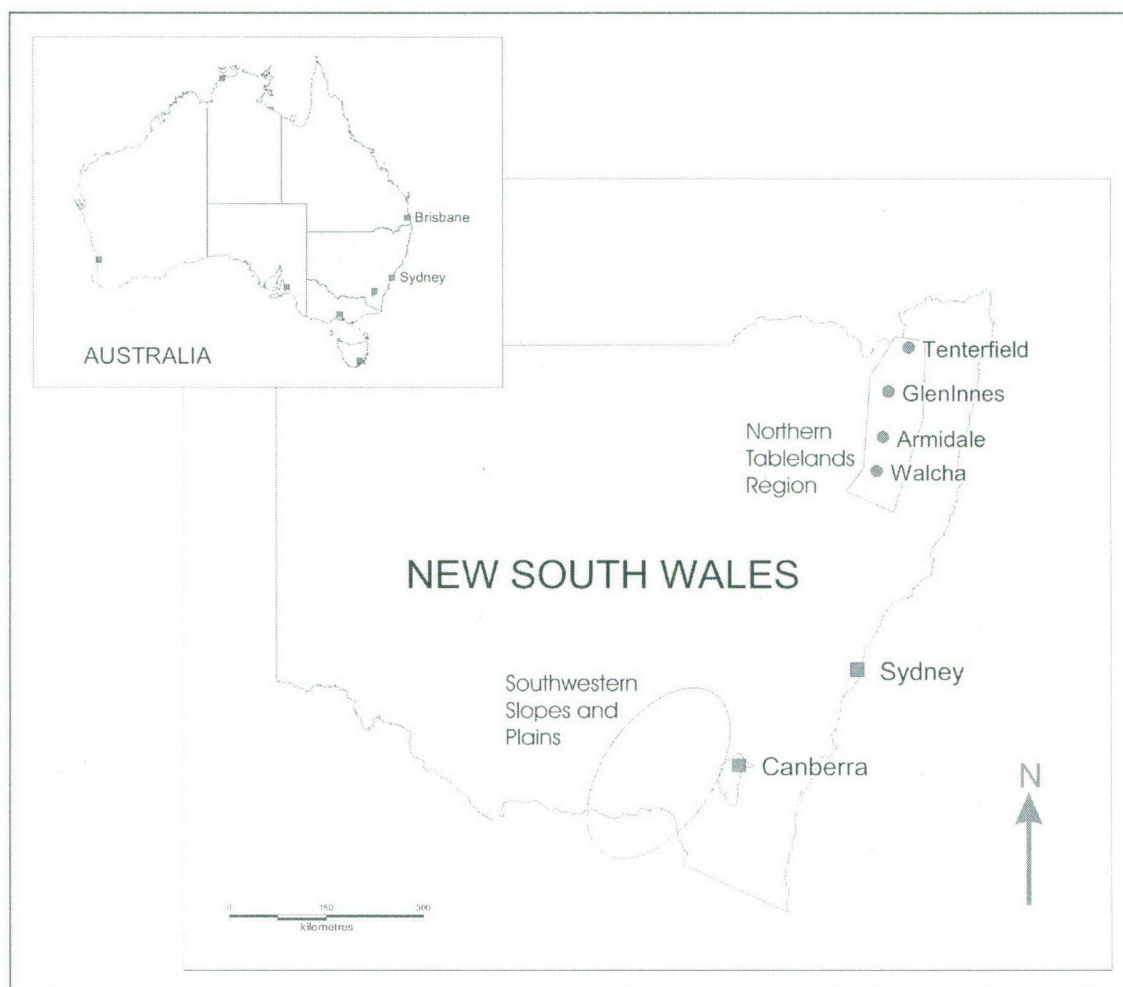 Brisbane
Sydney
AUSTRALIA
Tenterfield
GlenInnes
Armidale
Walcha
Northern
Tablelands
Region
NEW SOUTH WALES
Sydney
Southwestern
Slopes and
Plains
Canberra
N
0 150 300
kilometres